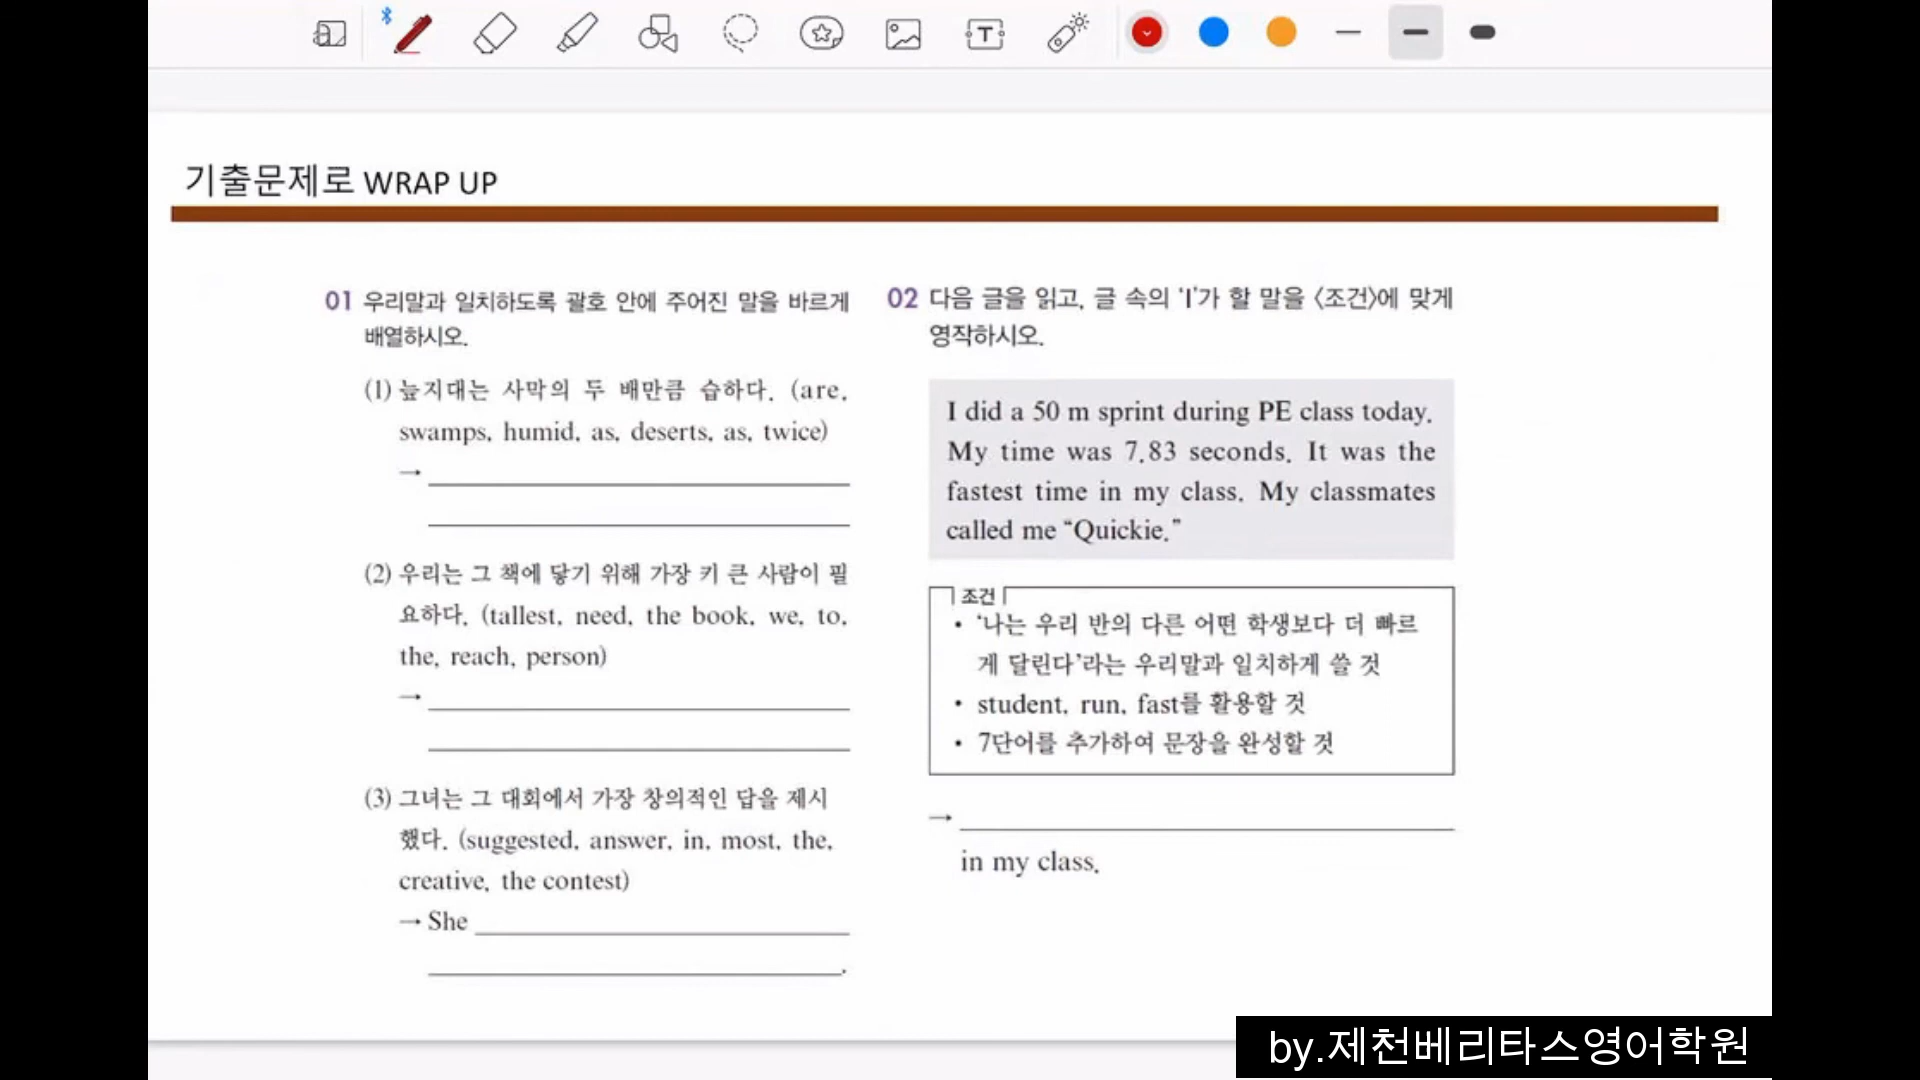 기출문제로 WRAP UP
01 우리말과 일치하도록 괄호 안에 주어진 말을 바르게
배열하시오.
(1) 늪지대는 사막의 두 배만큼 습하다. (are,
swamps, humid, as, deserts, as, twice)
→
(2) 우리는 그 책에 닿기 위해 가장 키 큰 사람이 필
요하다. (tallest, need, the book, we, to,
the, reach, person)
→
(3) 그녀는 그 대회에서 가장 창의적인 답을 제시
했다. (suggested, answer, in, most, the,
creative, the contest)
→ She
.
02 다음 글을 읽고, 글 속의 'I'가 할 말을 〈조건〉에 맞게
영작하시오.
I did a 50 m sprint during PE class today.
My time was 7.83 seconds. It was the
fastest time in my class. My classmates
called me “Quickie.”
조건
• ‘나는 우리 반의 다른 어떤 학생보다 더 빠르
게 달린다’라는 우리말과 일치하게 쓸 것
• student, run, fast를 활용할 것
• 7단어를 추가하여 문장을 완성할 것
→
in my class.
by.제천베리타스영어학원